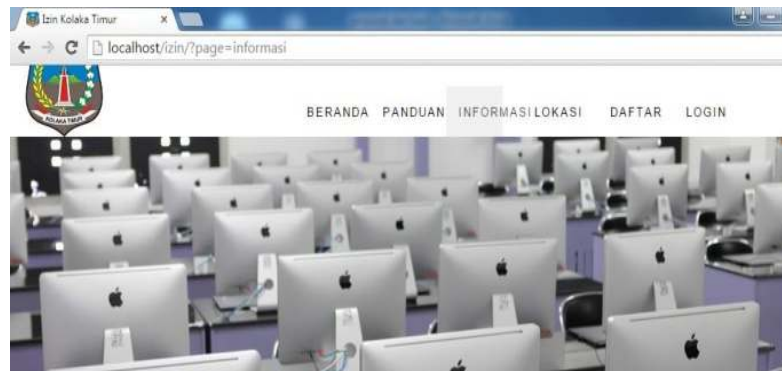 Izin Kolaka Timur
localhost/izin/?page=informasi
KOLAKA TIMUR
BERANDA PANDUAN INFORMASI LOKASI DAFTAR LOGIN